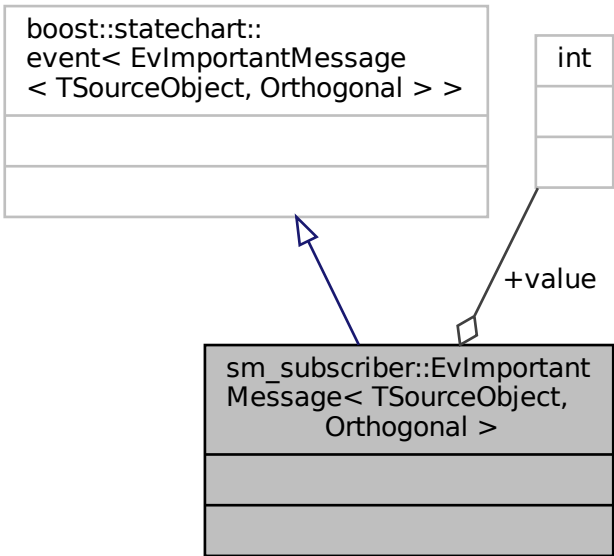 boost::statechart::
event< EvImportantMessage
< TSourceObject, Orthogonal > >
int
+value
sm_subscriber::EvImportant
Message< TSourceObject,
Orthogonal >